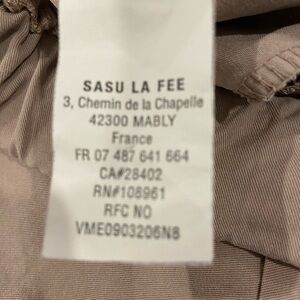 SASU LA FEE
3, Chemin de la Chapelle
42300 MABLY
France
FR 07 487 641 664
CA#28402
RN#108961
RFC NO
VME0903206N8